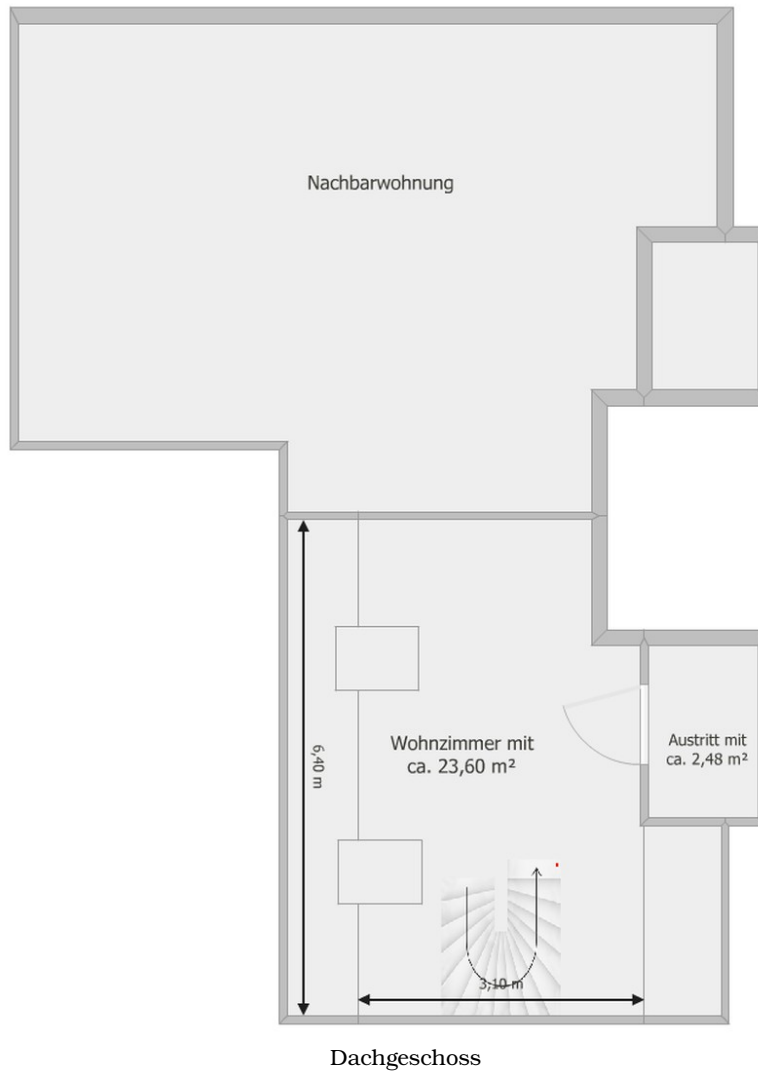 Nachbarwohnung
6,40 m
Wohnzimmer mit
ca. 23,60 m²
Austritt mit
ca. 2,48 m²
3,10 m
Dachgeschoss